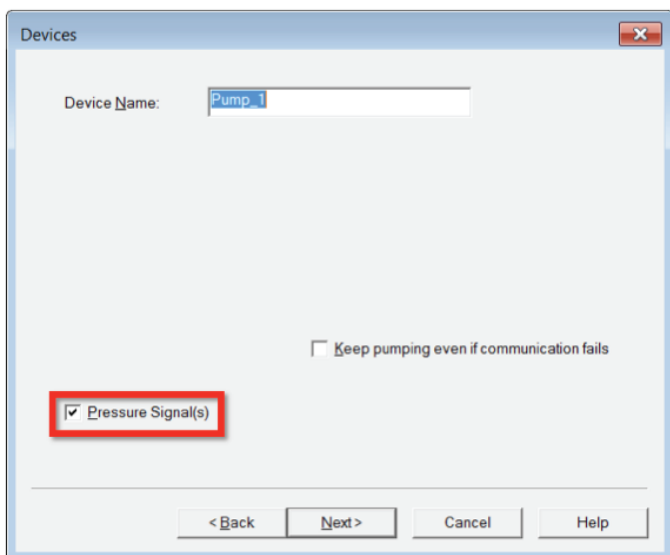 Devices
Device Name: Pump_1
Keep pumping even if communication fails
Pressure Signal(s)
< Back Next > Cancel Help